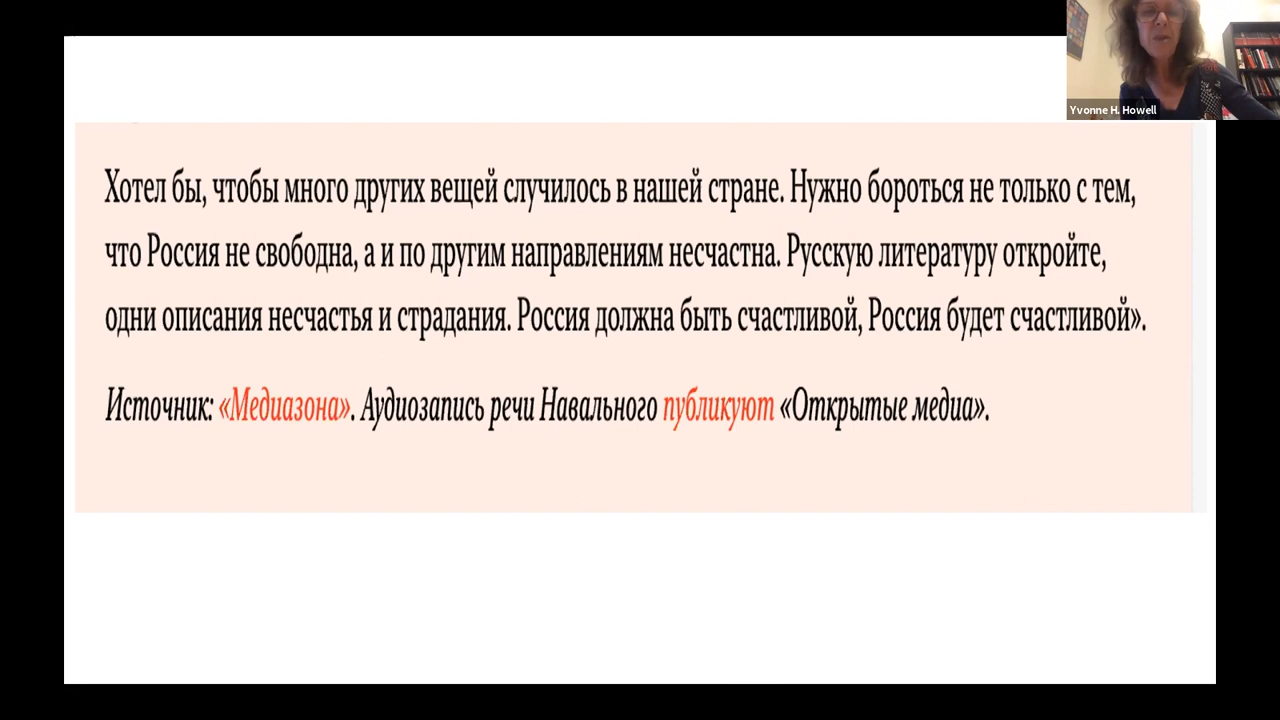 Yvonne H. Howell
Хотел бы, чтобы много других вещей случилось в нашей стране. Нужно бороться не только с тем,
что Россия не свободна, а и по другим направлениям несчастна. Русскую литературу откройте,
одни описания несчастья и страдания. Россия должна быть счастливой, Россия будет счастливой».
Источник: «Медиазона». Аудиозапись речи Навального публикуют «Открытые медиа».